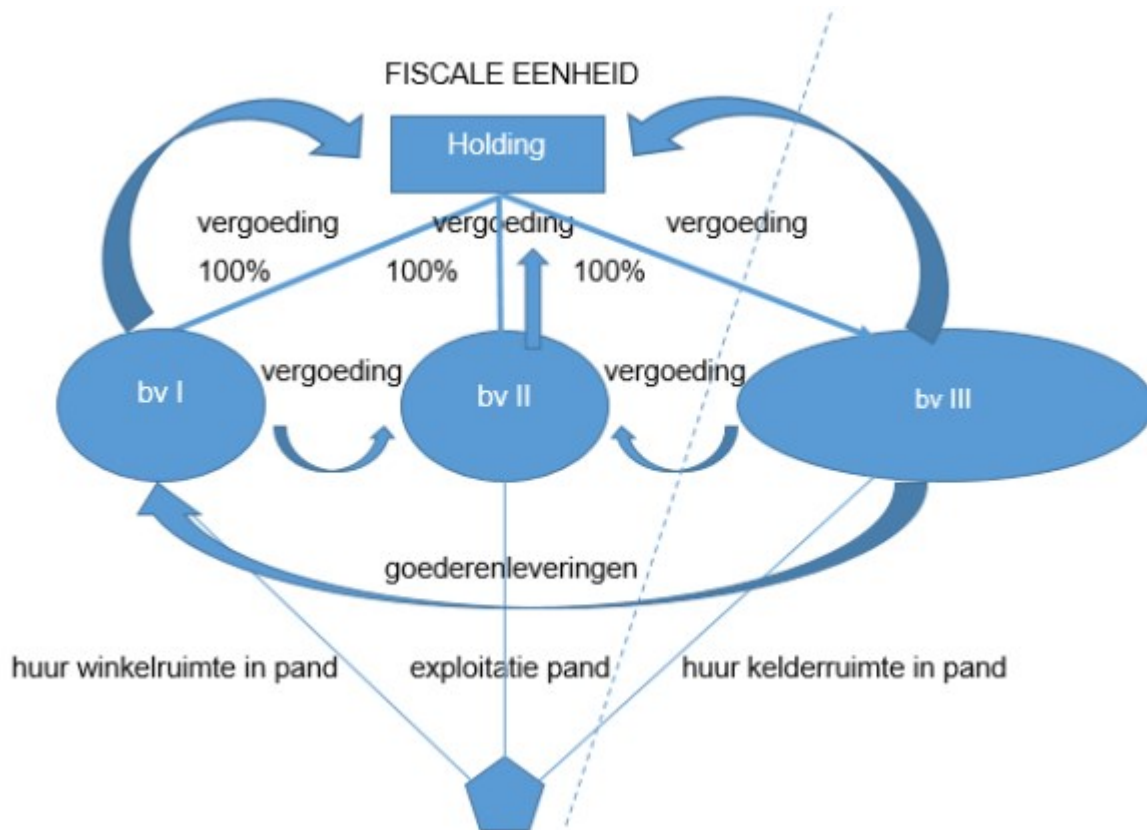 FISCALE EENHEID
Holding
vergoeding vergoeding vergoeding
100% 100% 100%
vergoeding vergoeding
bv I bv II bv III
goederenleveringen
huur winkelruimte in pand exploitatie pand huur kelderruimte in pand